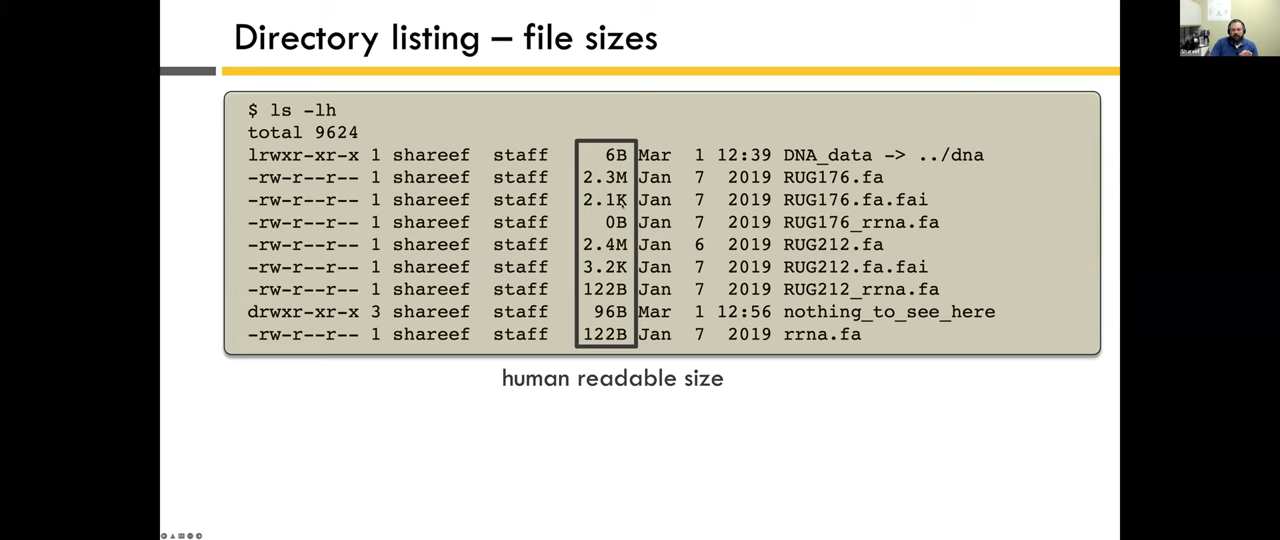 Directory listing – file sizes
$ ls -lh
total 9624
lrwxr-xr-x 1 shareef staff 6B Mar 1 12:39 DNA_data -> ../dna
-rw-r--r-- 1 shareef staff 2.3M Jan 7 2019 RUG176.fa
-rw-r--r-- 1 shareef staff 2.1K Jan 7 2019 RUG176.fa.fai
-rw-r--r-- 1 shareef staff 0B Jan 7 2019 RUG176_rrna.fa
-rw-r--r-- 1 shareef staff 2.4M Jan 6 2019 RUG212.fa
-rw-r--r-- 1 shareef staff 3.2K Jan 7 2019 RUG212.fa.fai
-rw-r--r-- 1 shareef staff 122B Jan 7 2019 RUG212_rrna.fa
drwxr-xr-x 3 shareef staff 96B Mar 1 12:56 nothing_to_see_here
-rw-r--r-- 1 shareef staff 122B Jan 7 2019 rrna.fa
human readable size
Shareef